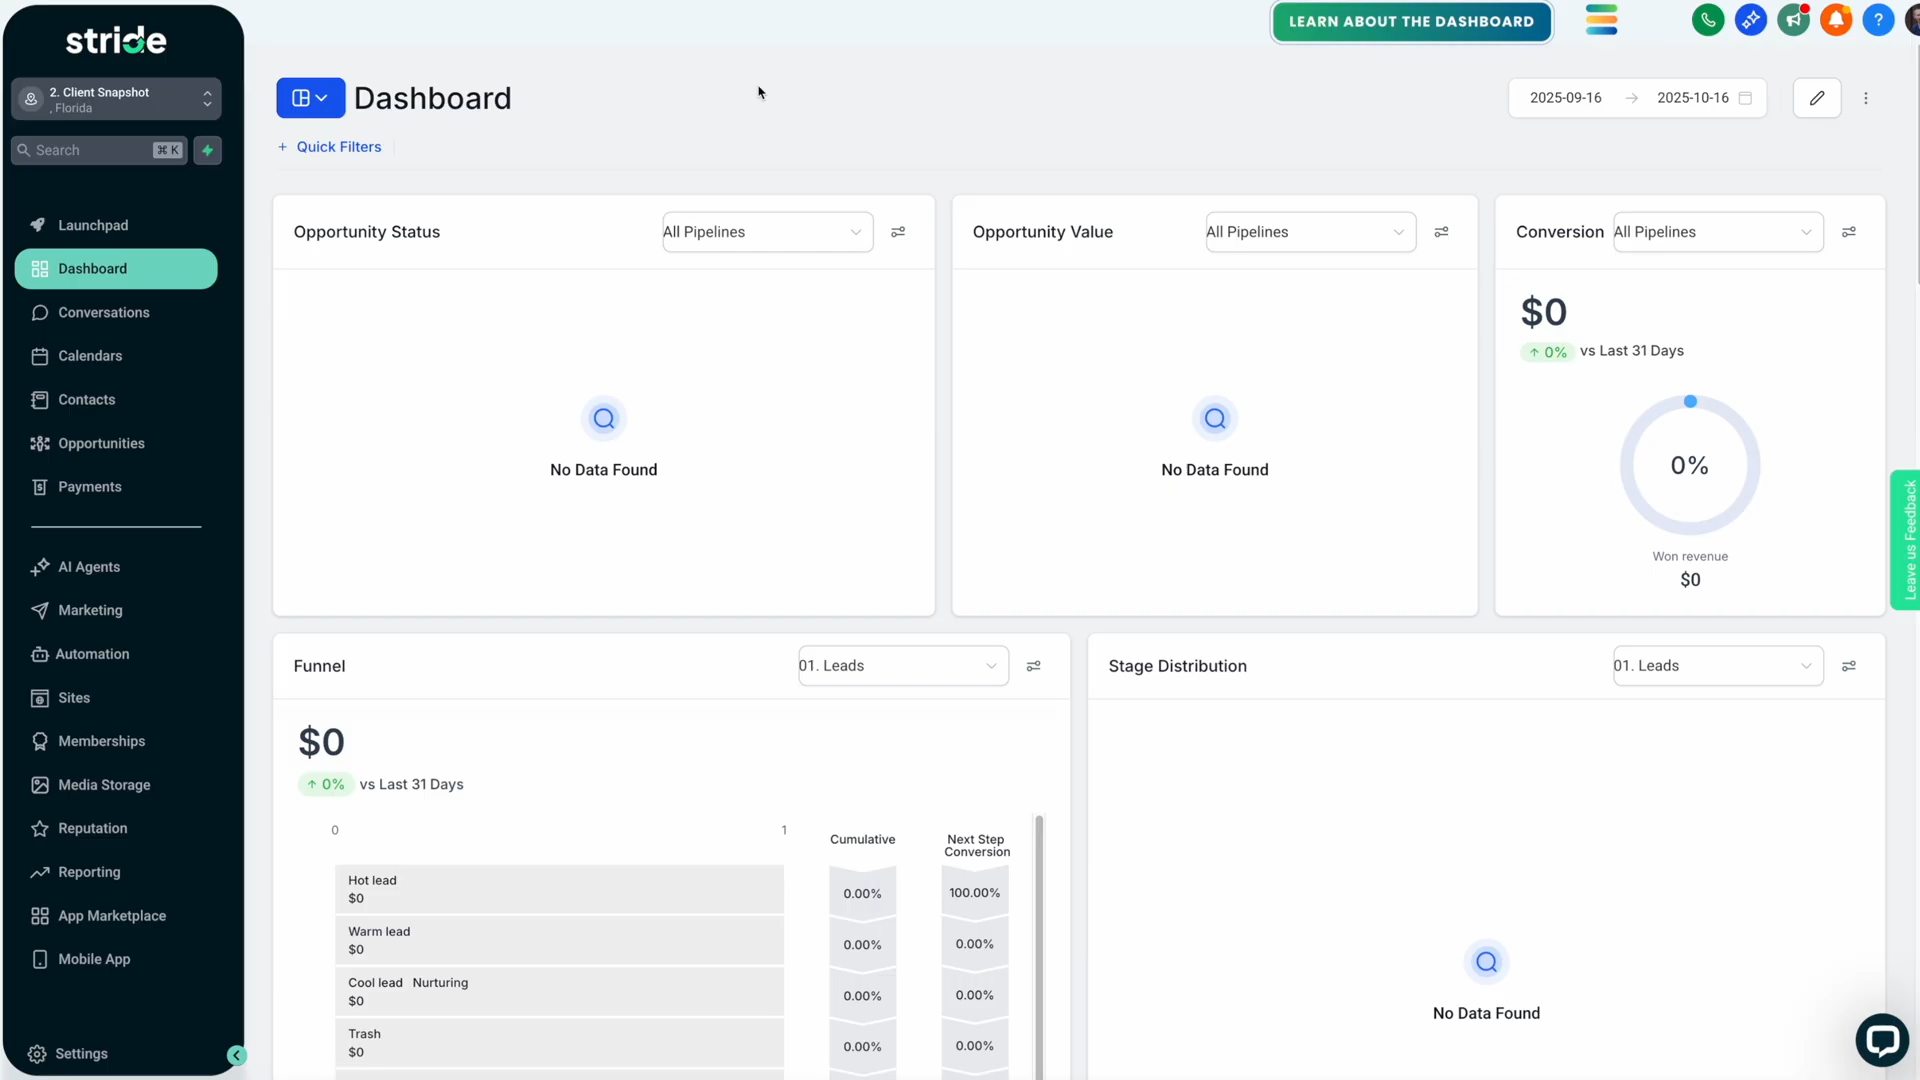 stride
LEARN ABOUT THE DASHBOARD
?
2. Client Snapshot
, Florida
Search ⌘ K
Launchpad
Dashboard
Conversations
Calendars
Contacts
Opportunities
Payments
AI Agents
Marketing
Automation
Sites
Memberships
Media Storage
Reputation
Reporting
App Marketplace
Mobile App
Settings
Dashboard
2025-09-16 → 2025-10-16
+ Quick Filters
Opportunity Status All Pipelines
No Data Found
Opportunity Value All Pipelines
No Data Found
Conversion All Pipelines
$0
↑ 0% vs Last 31 Days
0%
Won revenue
$0
Leave us Feedback
Funnel 01. Leads
$0
↑ 0% vs Last 31 Days
0 1
Cumulative
Next Step
Conversion
Hot lead
$0
0.00% 100.00%
Warm lead
$0
0.00% 0.00%
Cool lead Nurturing
$0
0.00% 0.00%
Trash
$0
0.00% 0.00%
Stage Distribution 01. Leads
No Data Found